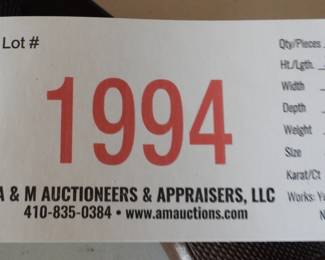 Lot #
1994
A & M AUCTIONEERS & APPRAISERS, LLC
410-835-0384 • www.amauctions.com
Qty/Pieces
Ht./Lgth.
Width
Depth
Weight
Size
Karat/Ct
Works: